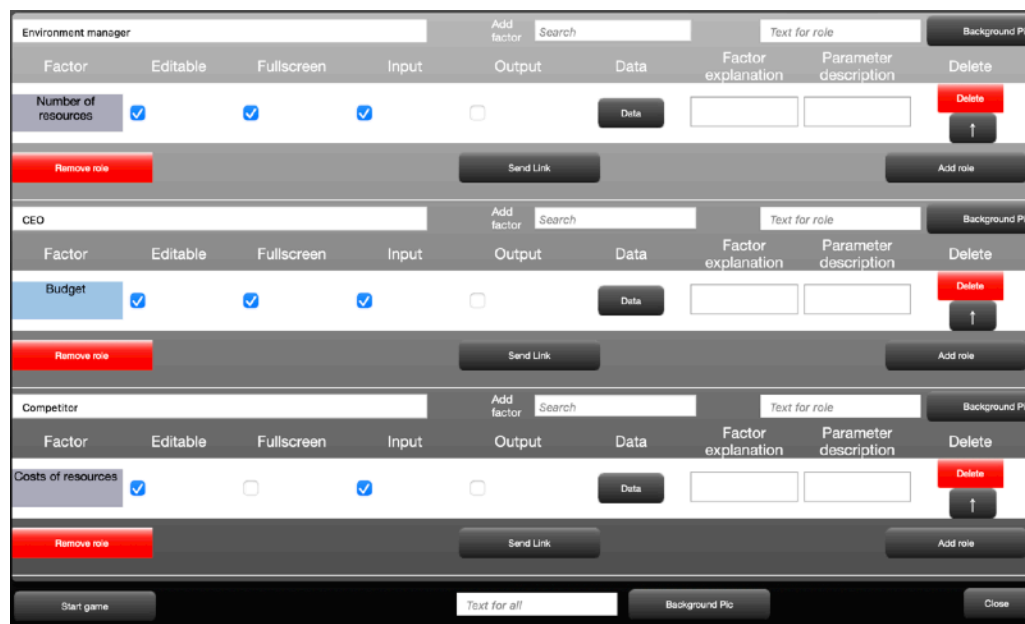 Environment manager
Add
factor
Search
Text for role
Background Pi
Factor
Editable
Fullscreen
Input
Output
Data
Factor
explanation
Parameter
description
Delete
Number of
resources
Data
Delete
↑
Remove role
Send Link
Add role
CEO
Add
factor
Search
Text for role
Background Pi
Factor
Editable
Fullscreen
Input
Output
Data
Factor
explanation
Parameter
description
Delete
Budget
Data
Delete
↑
Remove role
Send Link
Add role
Competitor
Add
factor
Search
Text for role
Background Pi
Factor
Editable
Fullscreen
Input
Output
Data
Factor
explanation
Parameter
description
Delete
Costs of resources
Data
Delete
↑
Remove role
Send Link
Add role
Start game
Text for all
Background Pic
Close